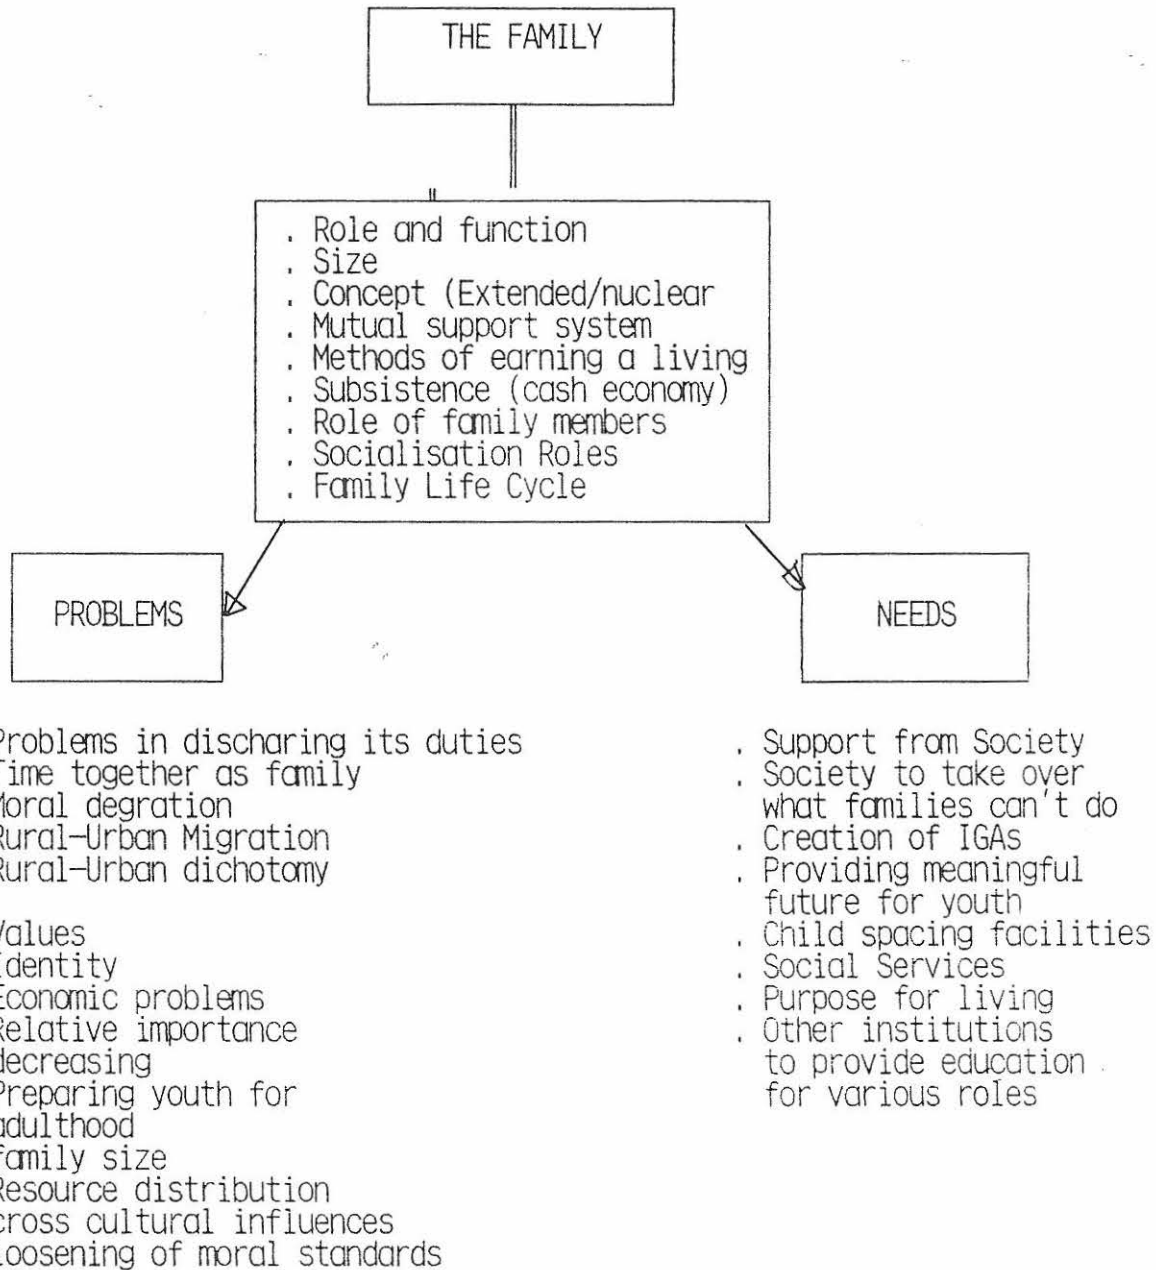 THE FAMILY
. Role and function
. Size
. Concept (Extended/nuclear
. Mutual support system
. Methods of earning a living
. Subsistence (cash economy)
. Role of family members
. Socialisation Roles
. Family Life Cycle
PROBLEMS
NEEDS
Problems in discharing its duties
Time together as family
Moral degration
Rural-Urban Migration
Rural-Urban dichotomy
Values
Identity
Economic problems
Relative importance
decreasing
Preparing youth for
adulthood
family size
Resource distribution
cross cultural influences
Loosening of moral standards
. Support from Society
. Society to take over
what families can't do
. Creation of IGAs
. Providing meaningful
future for youth
. Child spacing facilities
. Social Services
. Purpose for living
. Other institutions
to provide education
for various roles